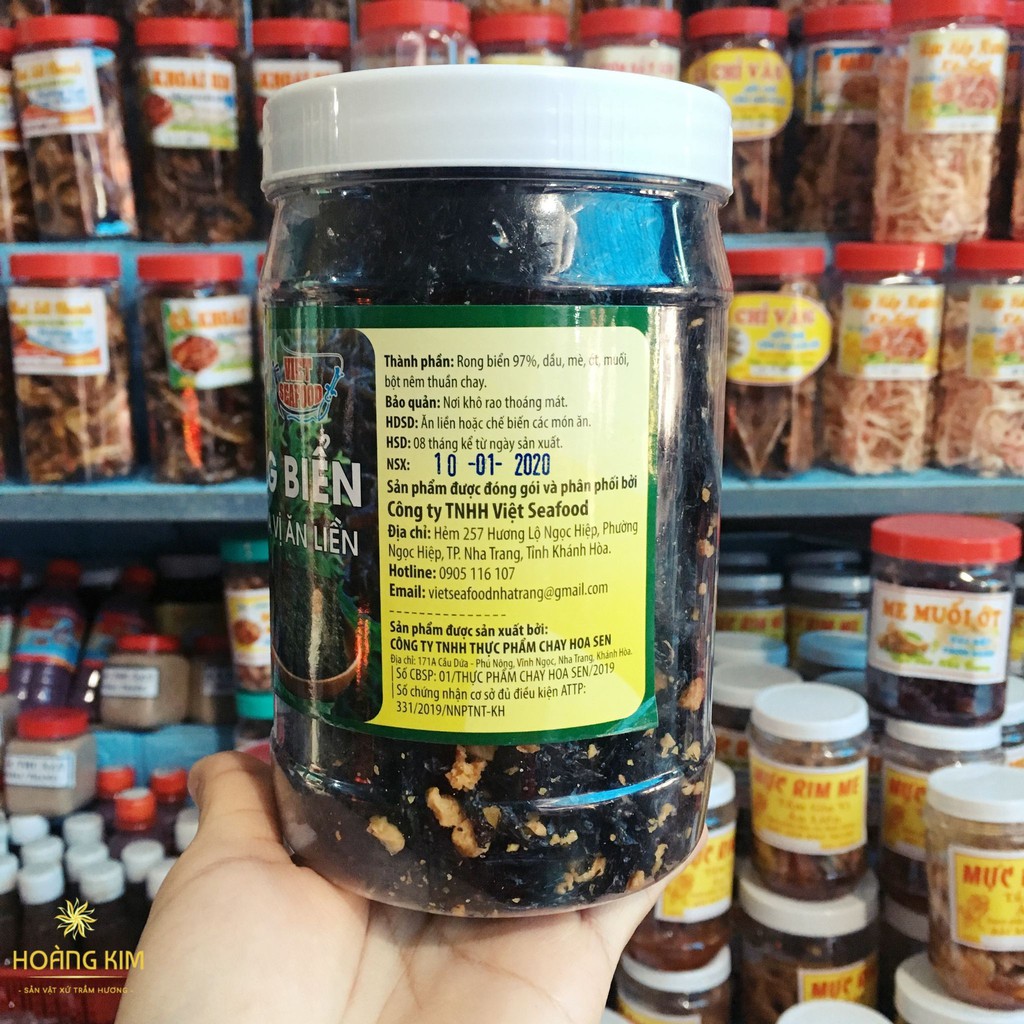 VIỆT
SEAFOOD
G BIỂN
VỊ ĂN LIỀN
Thành phần: Rong biển 97%, dầu, mè, ớt, muối,
bột nêm thuần chay.
Bảo quản: Nơi khô rao thoáng mát.
HDSD: Ăn liền hoặc chế biến các món ăn.
HSD: 08 tháng kể từ ngày sản xuất.
NSX: 10 -01- 2020
Sản phẩm được đóng gói và phân phối bởi
Công ty TNHH Việt Seafood
Địa chỉ: Hẻm 257 Hương Lộ Ngọc Hiệp, Phường
Ngọc Hiệp, TP. Nha Trang, Tỉnh Khánh Hòa.
Hotline: 0905 116 107
Email: vietseafoodnhatrang@gmail.com
Sản phẩm được sản xuất bởi:
CÔNG TY TNHH THỰC PHẨM CHAY HOA SEN
Địa chỉ: 171A Cầu Dứa - Phú Nông, Vĩnh Ngọc, Nha Trang, Khánh Hòa.
Số CBSP: 01/THỰC PHẨM CHAY HOA SEN/2019
Số chứng nhận cơ sở đủ điều kiện ATTP:
331/2019/NNPTNT-KH
CHỈ VÀNG
CHỈ VÀNG
ME MUỐI ỚT
MỰC RIM ME
MỰC
HOÀNG KIM
- SẢN VẬT XỨ TRẦM HƯƠNG -